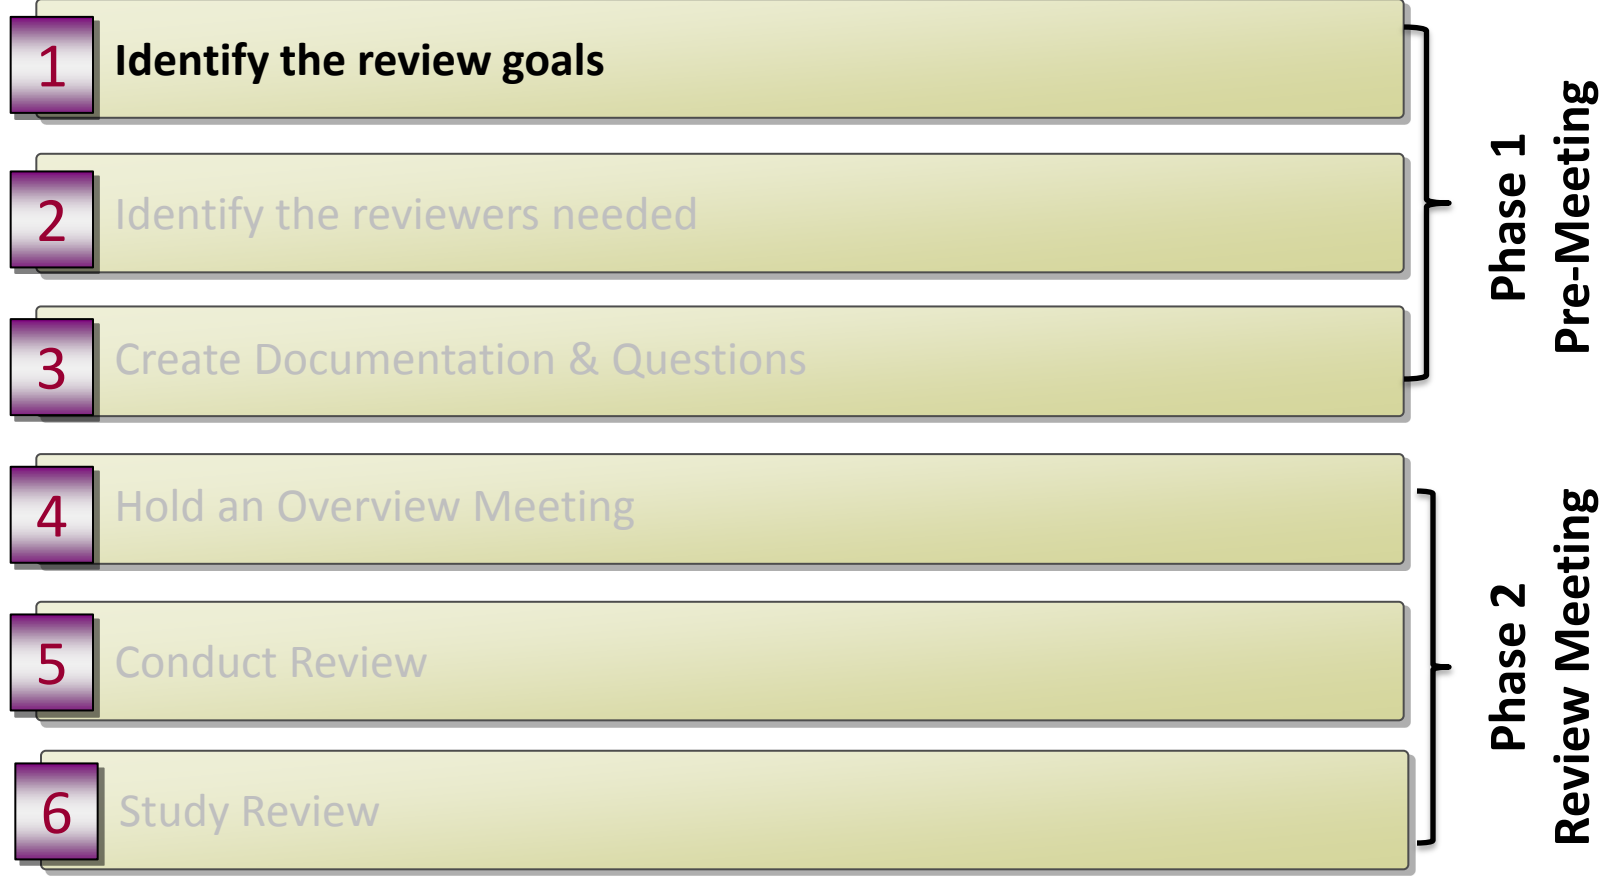 1
Identify the review goals
2
Identify the reviewers needed
3
Create Documentation & Questions
Phase 1
Pre-Meeting
4
Hold an Overview Meeting
5
Conduct Review
6
Study Review
Phase 2
Review Meeting